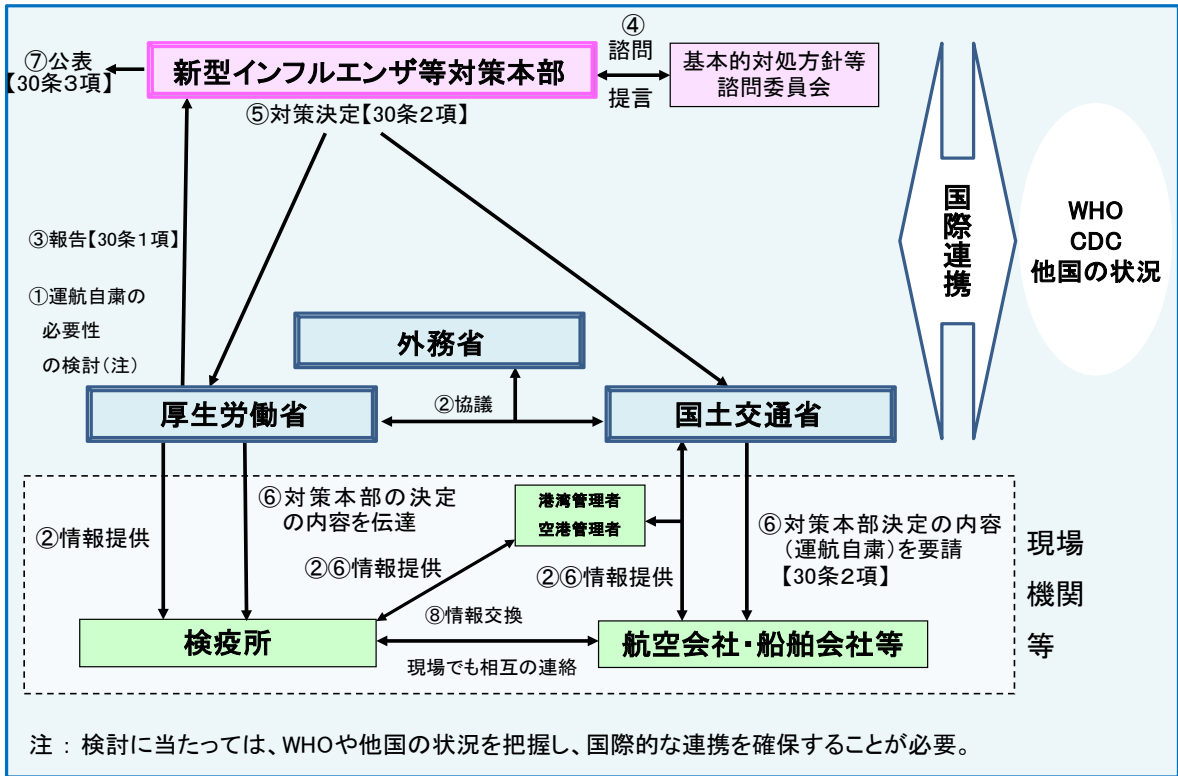 ⑦公表
【30条3項】
新型インフルエンザ等対策本部
④
諮問
提言
基本的対処方針等
諮問委員会
⑤対策決定【30条2項】
国際連携
WHO
CDC
他国の状況
③報告【30条1項】
①運航自粛の
必要性
の検討(注)
外務省
厚生労働省
②協議
国土交通省
②情報提供
⑥対策本部の決定
の内容を伝達
港湾管理者
空港管理者
②⑥情報提供
②⑥情報提供
⑥対策本部決定の内容
(運航自粛)を要請
【30条2項】
現場
機関
等
検疫所
⑧情報交換
現場でも相互の連絡
航空会社・船舶会社等
注 : 検討に当たっては、WHOや他国の状況を把握し、国際的な連携を確保することが必要。